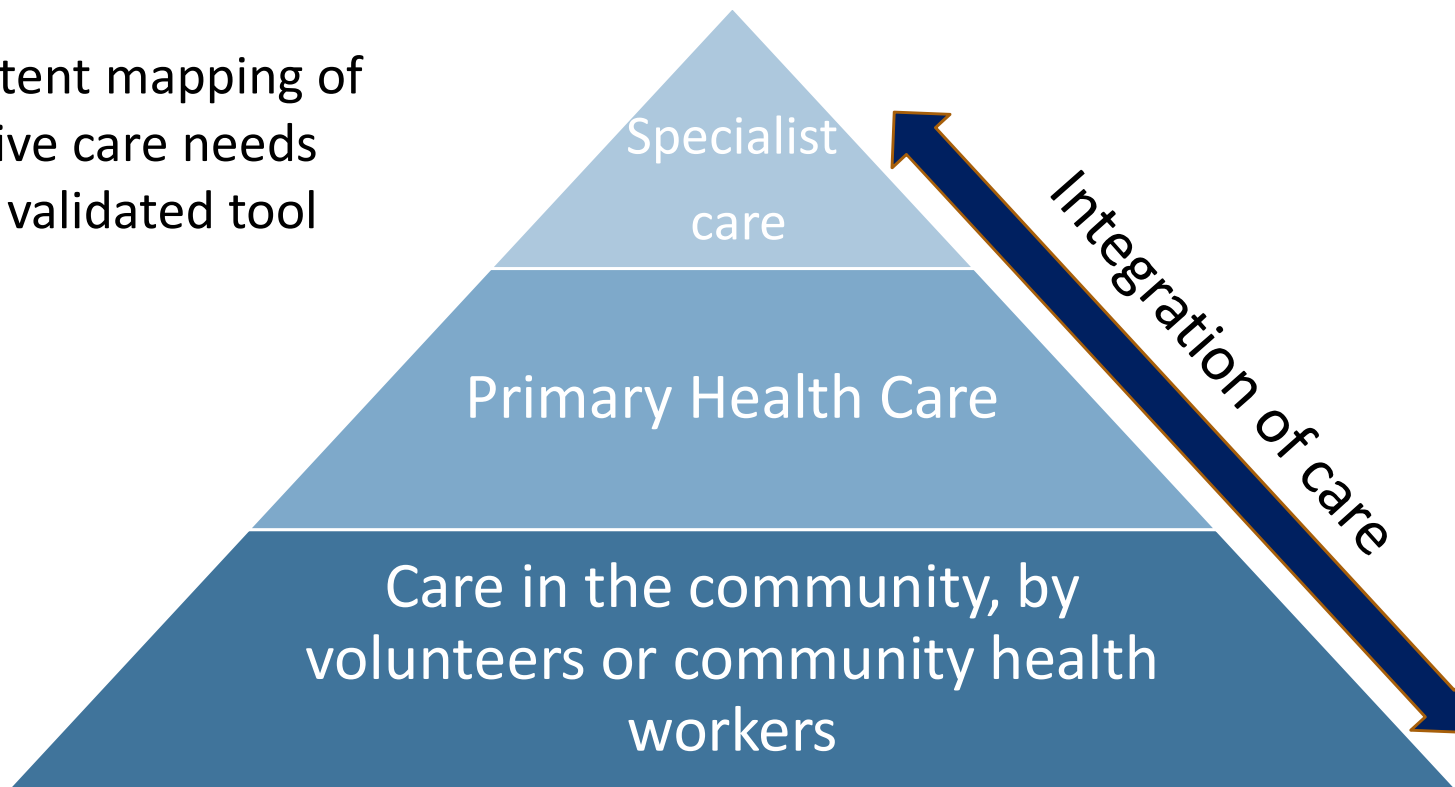 tent mapping of
ive care needs
validated tool
Specialist
care
Primary Health Care
Care in the community, by
volunteers or community health
workers
Integration of care